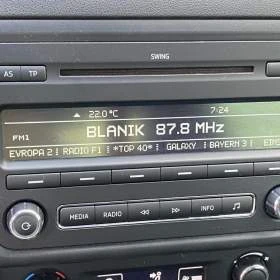 SWING
AS TP
22.0°C 7:24
FM1 BLANIK 87.8 MHz
EVROPA 2 RADIO F1 *TOP 40* GALAXY BAYERN 3 EINS
MEDIA RADIO INFO